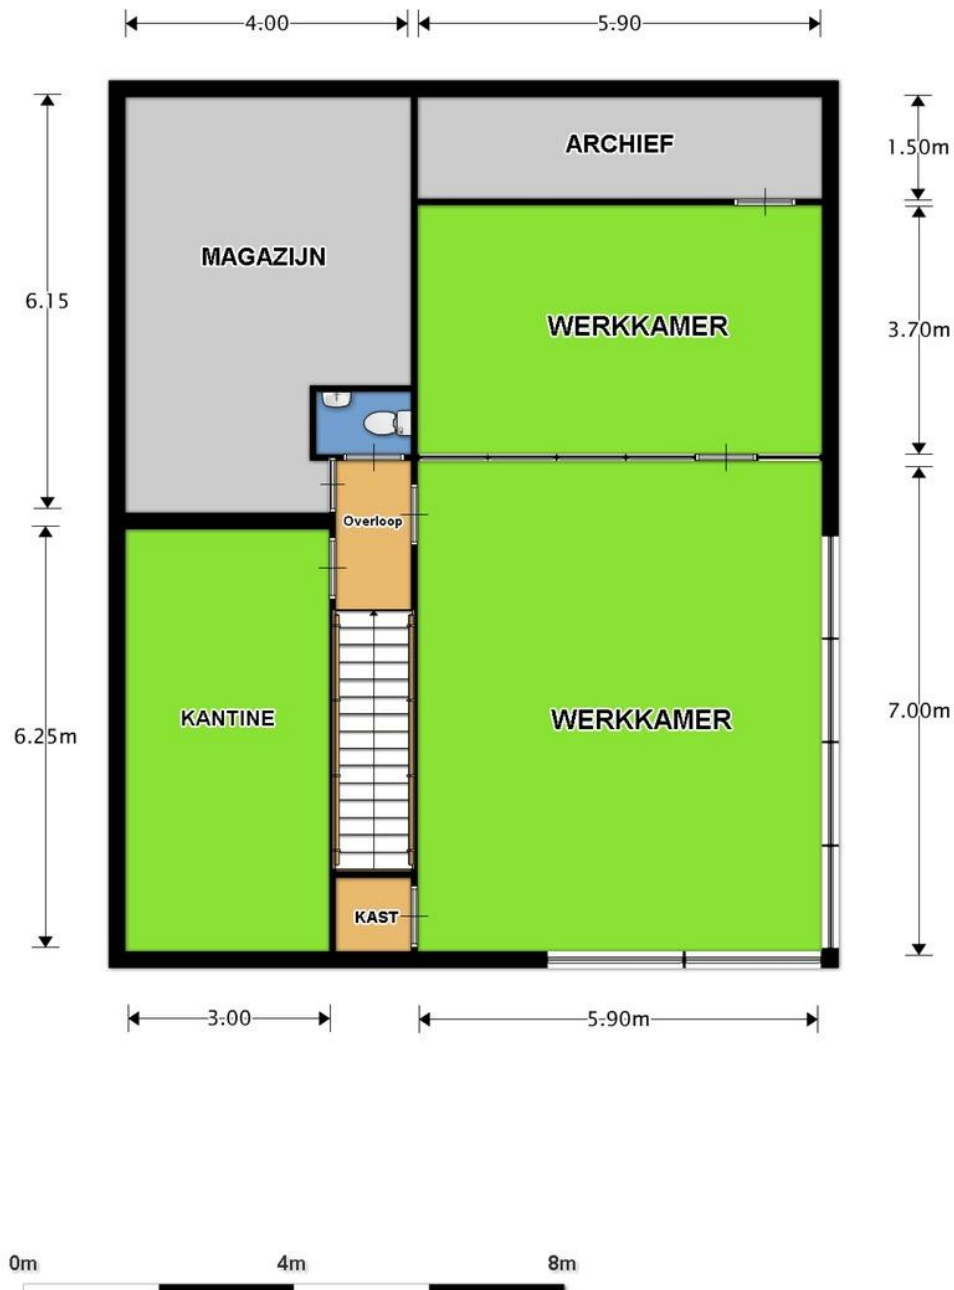 4.00
5.90
ARCHIEF
1.50m
MAGAZIJN
6.15
WERKKAMER
3.70m
Overloop
KANTINE
WERKKAMER
7.00m
6.25m
KAST
3.00
5.90m
0m
4m
8m